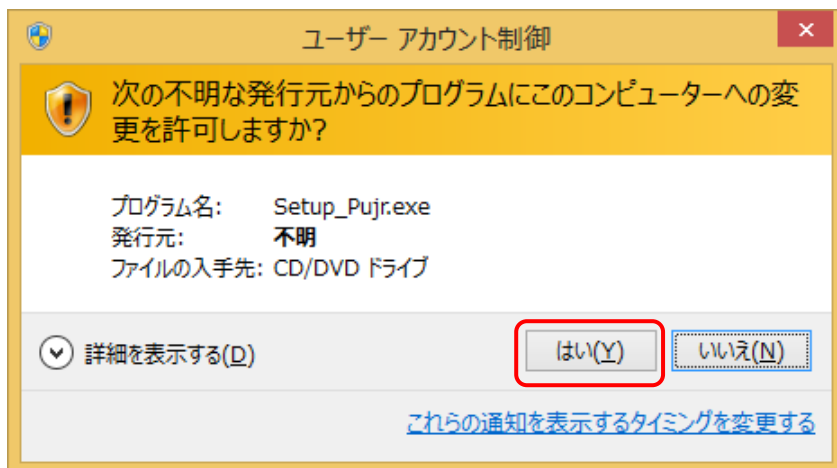 ユーザー アカウント制御
次の不明な発行元からのプログラムにこのコンピューターへの変
更を許可しますか?
プログラム名: Setup_Pujr.exe
発行元: 不明
ファイルの入手先: CD/DVD ドライブ
詳細を表示する(D) はい(Y) いいえ(N)
これらの通知を表示するタイミングを変更する